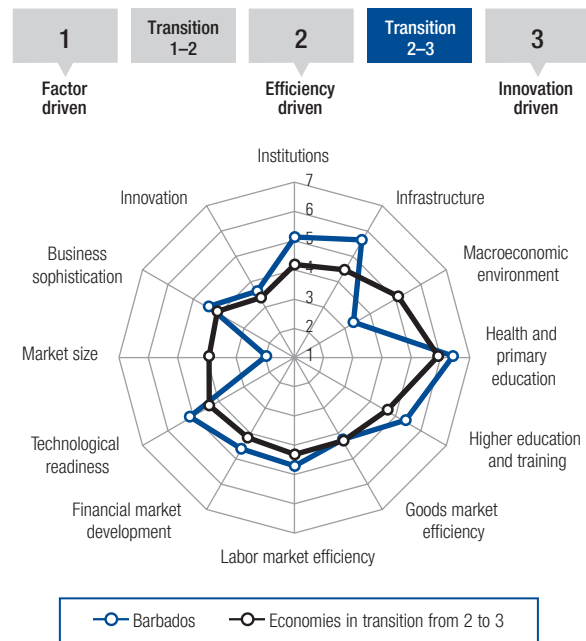 1
Transition
1–2
2
Transition
2–3
3
Factor
driven
Efficiency
driven
Innovation
driven
Institutions
Infrastructure
Macroeconomic
environment
Health and
primary
education
Higher education
and training
Goods market
efficiency
Labor market efficiency
Financial market
development
Technological
readiness
Market size
Business
sophistication
Innovation
7
6
5
4
3
2
1
Barbados
Economies in transition from 2 to 3